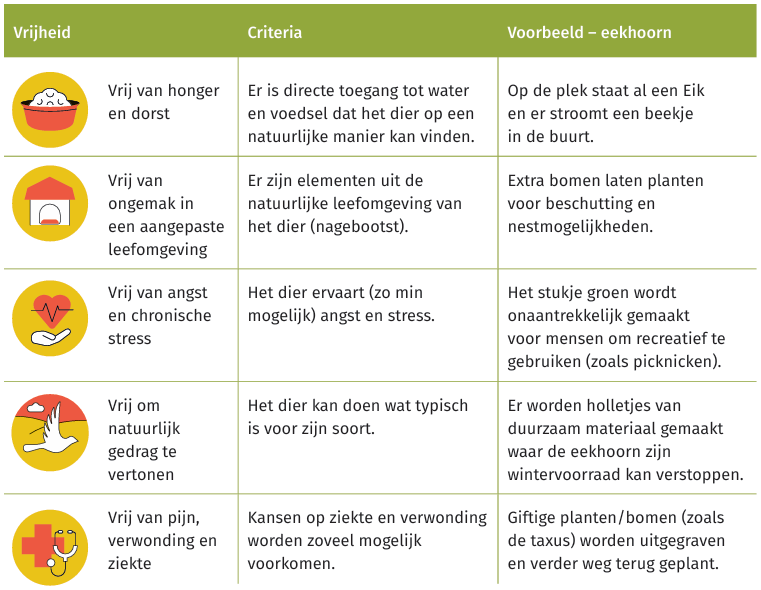 Vrijheid
Criteria
Voorbeeld – eekhoorn
Vrij van honger
en dorst
Er is directe toegang tot water
en voedsel dat het dier op een
natuurlijke manier kan vinden.
Op de plek staat al een Eik
en er stroomt een beekje
in de buurt.
Vrij van
ongemak in
een aangepaste
leefomgeving
Er zijn elementen uit de
natuurlijke leefomgeving van
het dier (nagebootst).
Extra bomen laten planten
voor beschutting en
nestmogelijkheden.
Vrij van angst
en chronische
stress
Het dier ervaart (zo min
mogelijk) angst en stress.
Het stukje groen wordt
onaantrekkelijk gemaakt
voor mensen om recreatief te
gebruiken (zoals picknicken).
Vrij om
natuurlijk
gedrag te
vertonen
Het dier kan doen wat typisch
is voor zijn soort.
Er worden holletjes van
duurzaam materiaal gemaakt
waar de eekhoorn zijn
wintervoorraad kan verstoppen.
Vrij van pijn,
verwonding en
ziekte
Kansen op ziekte en verwonding
worden zoveel mogelijk
voorkomen.
Giftige planten/bomen (zoals
de taxus) worden uitgegraven
en verder weg terug geplant.